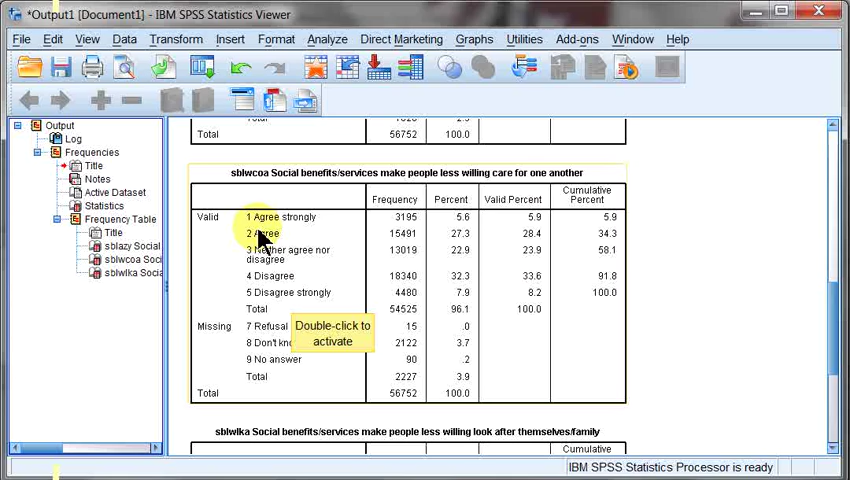 *Output1 [Document1] - IBM SPSS Statistics Viewer
File Edit View Data Transform Insert Format Analyze Direct Marketing Graphs Utilities Add-ons Window Help
Output
Log
Frequencies
Title
Notes
Active Dataset
Statistics
Frequency Table
Title
sblazy Social
sblwcoa Social
sblwlka Soci
Total 56752 100.0
sblwcoa Social benefits/services make people less willing care for one another
Frequency Percent Valid Percent Cumulative Percent
Valid 1 Agree strongly 3195 5.6 5.9 5.9
2 Agree 15491 27.3 28.4 34.3
3 Neither agree nor
disagree 13019 22.9 23.9 58.1
4 Disagree 18340 32.3 33.6 91.8
5 Disagree strongly 4480 7.9 8.2 100.0
Total 54525 96.1 100.0
Missing 7 Refusal 15 .0
8 Don't kn 2122 3.7
9 No answer 90 .2
Total 2227 3.9
Total 56752 100.0
Double-click to
activate
sblwlka Social benefits/services make people less willing look after themselves/family
Cumulative
IBM SPSS Statistics Processor is ready